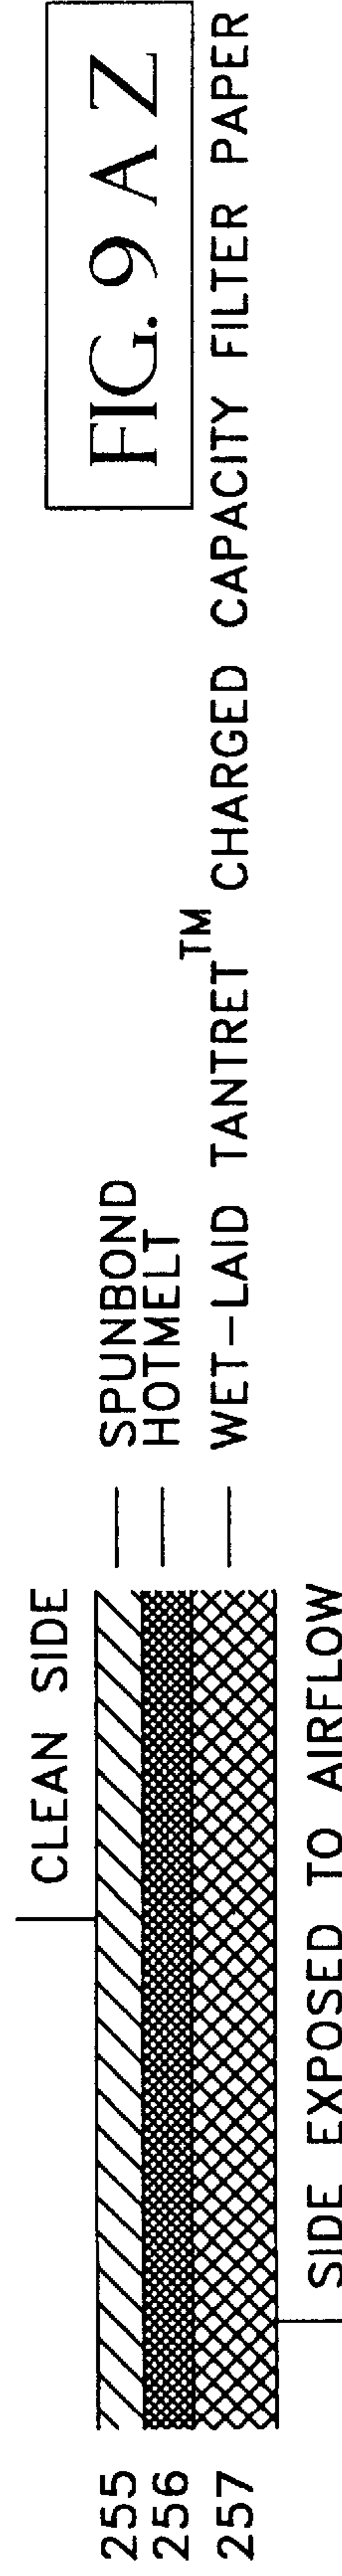 FIG. 9 A Z
CLEAN SIDE
255 SPUNBOND
256 HOTMELT
257 WET-LAID TANTRET™ CHARGED CAPACITY FILTER PAPER
SIDE EXPOSED TO AIRFLOW